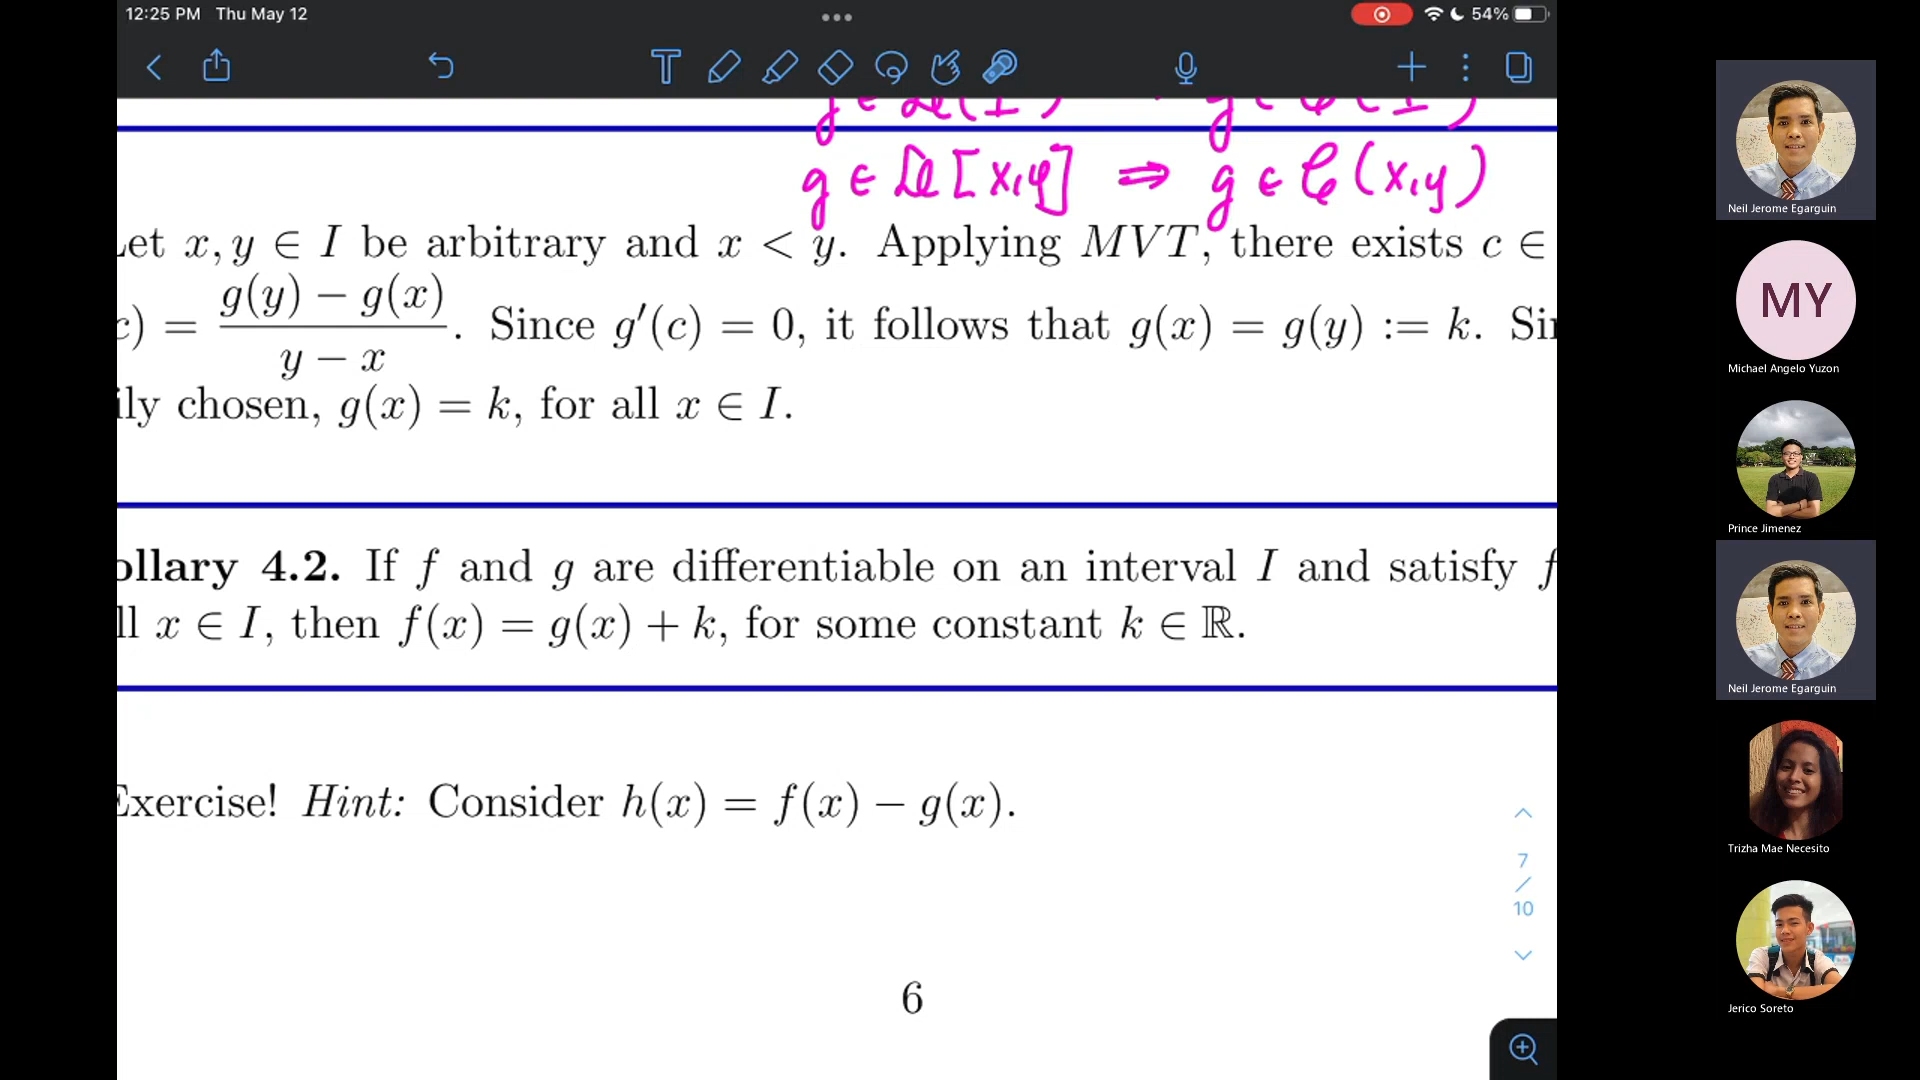 12:25 PM Thu May 12
54%
g ∈ 𝒟[x,y] ⇒ g ∈ 𝒞(x,y)
Let x, y ∈ I be arbitrary and x < y. Applying MVT, there exists c ∈
c) = g(y) − g(x) / y − x . Since g′(c) = 0, it follows that g(x) = g(y) := k. Sin
ily chosen, g(x) = k, for all x ∈ I.
ollary 4.2. If f and g are differentiable on an interval I and satisfy f
ll x ∈ I, then f(x) = g(x) + k, for some constant k ∈ ℝ.
Exercise! Hint: Consider h(x) = f(x) − g(x).
7
/
10
6
Neil Jerome Egarguin
MY
Michael Angelo Yuzon
Prince Jimenez
Neil Jerome Egarguin
Trizha Mae Necesito
Jerico Soreto